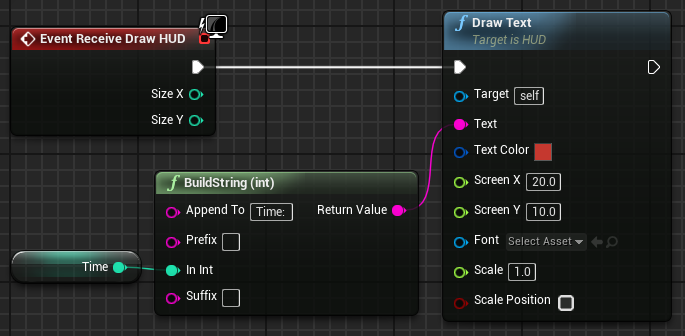 Event Receive Draw HUD
Size X
Size Y
f Draw Text
Target is HUD
Target self
Text
Text Color
Screen X 20.0
Screen Y 10.0
Font Select Asset
Scale 1.0
Scale Position
f BuildString (int)
Append To Time: Return Value
Prefix
In Int
Suffix
Time